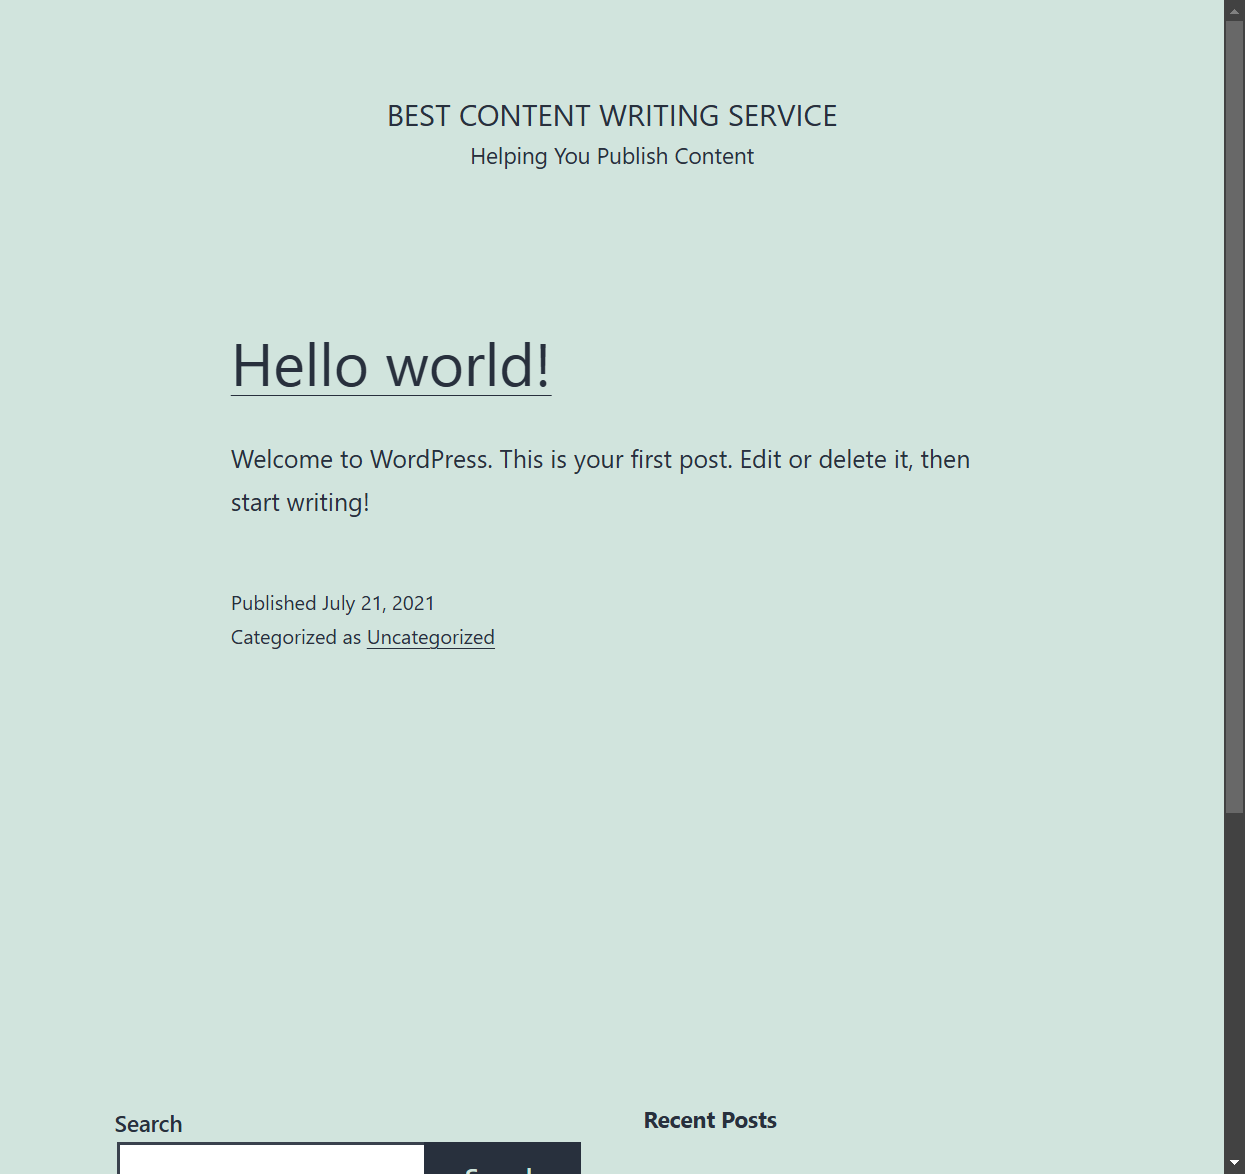 BEST CONTENT WRITING SERVICE
Helping You Publish Content
Hello world!
Welcome to WordPress. This is your first post. Edit or delete it, then
start writing!
Published July 21, 2021
Categorized as Uncategorized
Search
Recent Posts